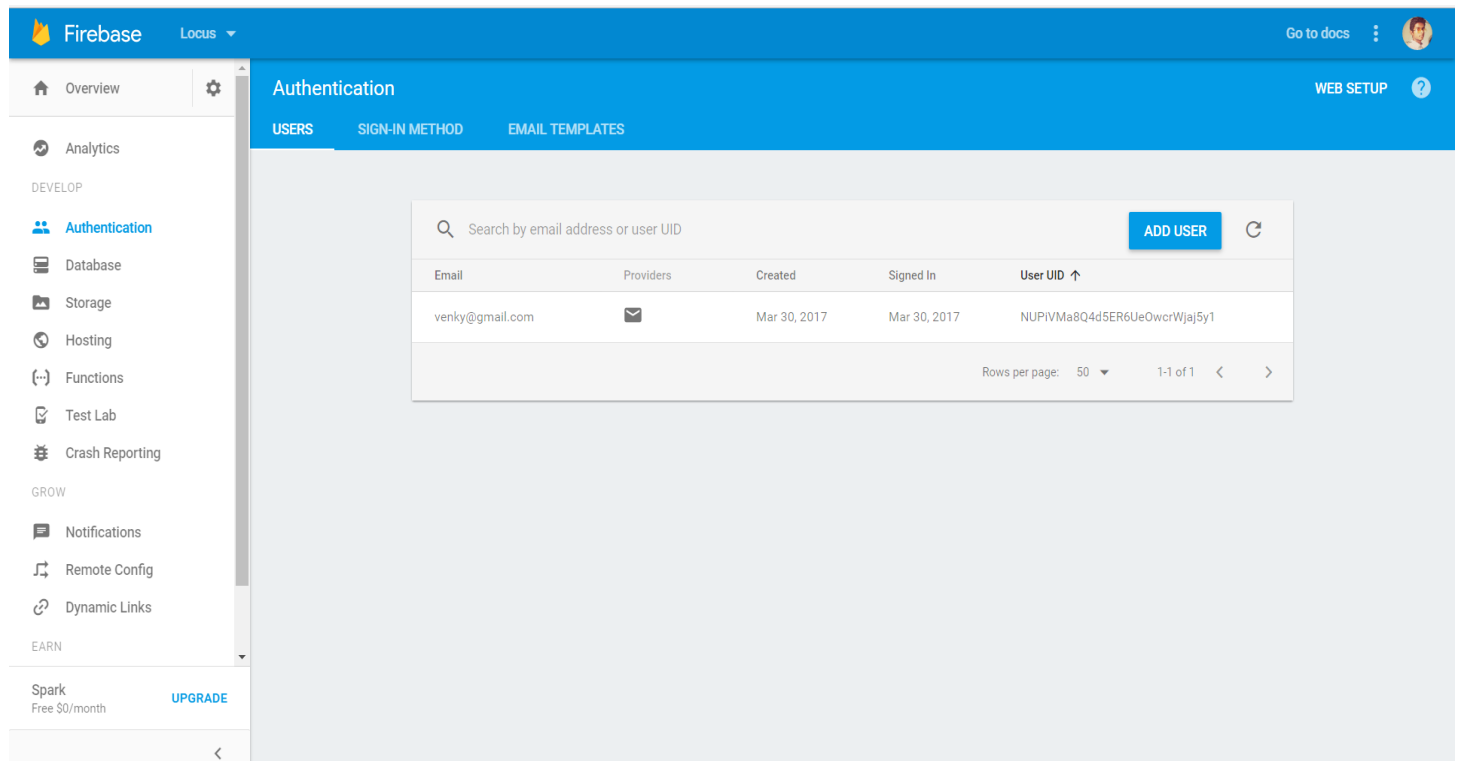 Firebase Locus Go to docs
Overview
Authentication WEB SETUP ?
USERS SIGN-IN METHOD EMAIL TEMPLATES
Analytics
DEVELOP
Authentication
Database
Storage
Hosting
Functions
Test Lab
Crash Reporting
GROW
Notifications
Remote Config
Dynamic Links
EARN
Spark
Free $0/month
UPGRADE
Search by email address or user UID ADD USER
Email Providers Created Signed In User UID
venky@gmail.com Mar 30, 2017 Mar 30, 2017 NUPiVMa8Q4d5ER6UeOwcrWjaj5y1
Rows per page: 50 1-1 of 1